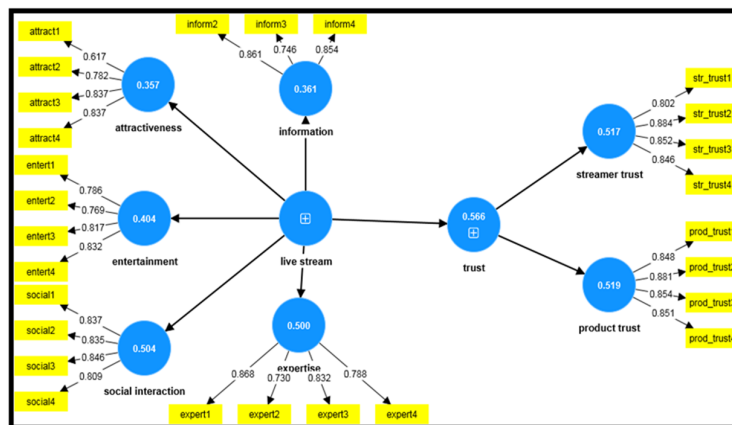 attract1
attract2
attract3
attract4
0.617
0.782
0.837
0.837
0.357
attractiveness
inform2
inform3
inform4
0.861
0.746
0.854
0.361
information
entert1
entert2
entert3
entert4
0.786
0.769
0.817
0.832
0.404
entertainment
live stream
social1
social2
social3
social4
0.837
0.835
0.846
0.809
0.504
social interaction
0.500
expertise
0.868
0.730
0.832
0.788
expert1
expert2
expert3
expert4
0.566
trust
0.517
streamer trust
0.802
0.884
0.852
0.846
str_trust1
str_trust2
str_trust3
str_trust4
0.519
product trust
0.848
0.881
0.854
0.851
prod_trust1
prod_trust2
prod_trust3
prod_trust4